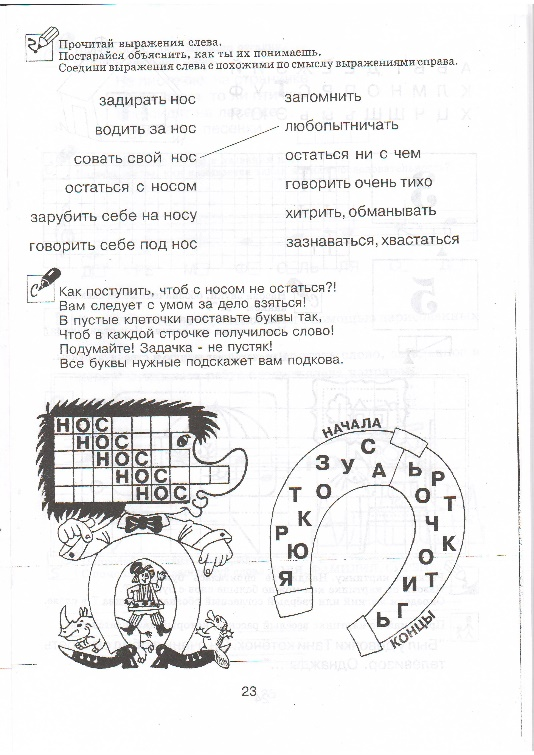 Прочитай выражения слева.
Постарайся объяснить, как ты их понимаешь.
Соедини выражения слева с похожими по смыслу выражениями справа.
задирать нос запомнить
водить за нос любопытничать
совать свой нос остаться ни с чем
остаться с носом говорить очень тихо
зарубить себе на носу хитрить, обманывать
говорить себе под нос зазнаваться, хвастаться
Как поступить, чтоб с носом не остаться?!
Вам следует с умом за дело взяться!
В пустые клеточки поставьте буквы так,
Чтоб в каждой строчке получилось слово!
Подумайте! Задачка - не пустяк!
Все буквы нужные подскажет вам подкова.
НОС
НОС
НОС
НОС
НОС
НАЧАЛА
С
З У А
Т О
К
Р
Ю
Я
Ь Р
О Т
Ч К
О
И Т
Г
Ь
КОНЦЫ
23